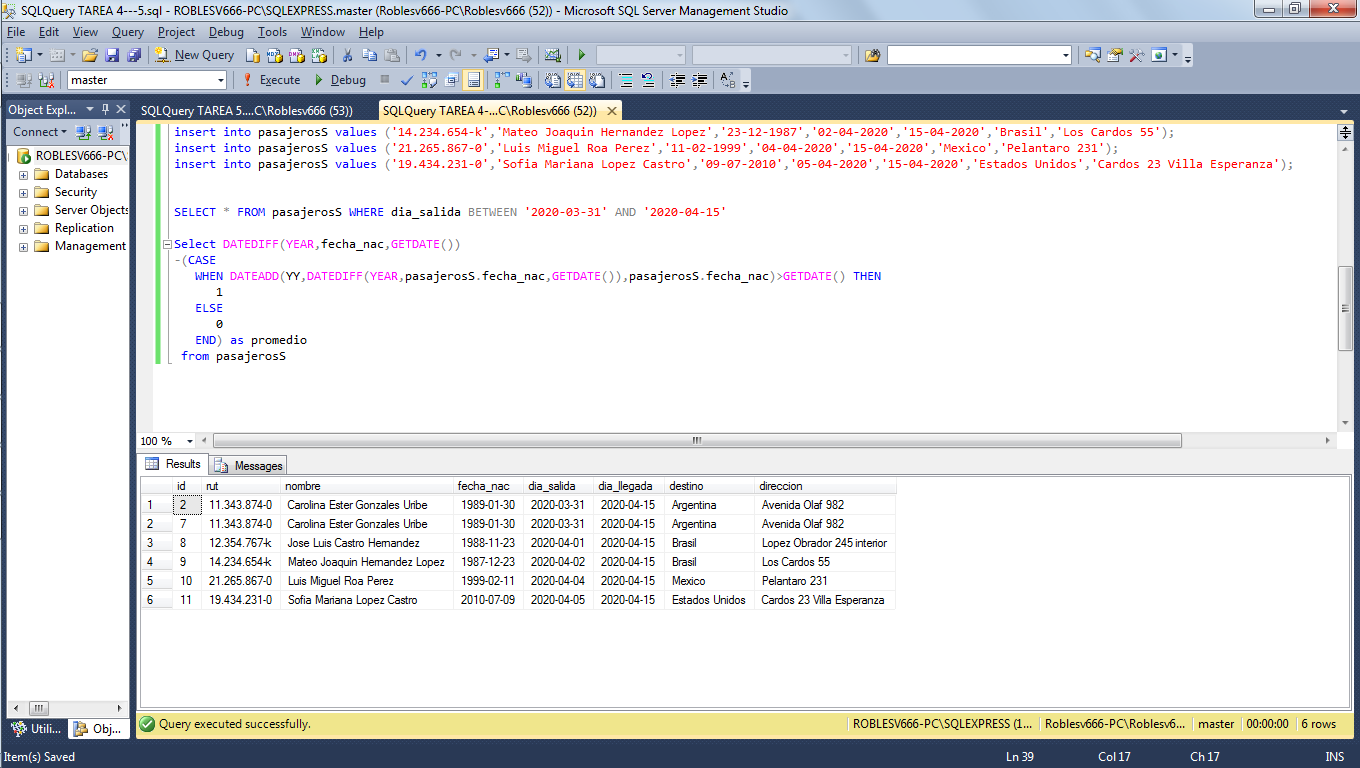 SQLQuery TAREA 4---5.sql - ROBLESV666-PC\SQLEXPRESS.master (Roblesv666-PC\Roblesv666 (52)) - Microsoft SQL Server Management Studio
File Edit View Query Project Debug Tools Window Help
New Query
master Execute Debug
Object Expl...
SQLQuery TAREA 5....C\Roblesv666 (53)) SQLQuery TAREA 4-...C\Roblesv666 (52))
Connect
ROBLESV666-PC\
Databases
Security
Server Objects
Replication
Management
insert into pasajerosS values ('14.234.654-k','Mateo Joaquin Hernandez Lopez','23-12-1987','02-04-2020','15-04-2020','Brasil','Los Cardos 55');
insert into pasajerosS values ('21.265.867-0','Luis Miguel Roa Perez','11-02-1999','04-04-2020','15-04-2020','Mexico','Pelantaro 231');
insert into pasajerosS values ('19.434.231-0','Sofia Mariana Lopez Castro','09-07-2010','05-04-2020','15-04-2020','Estados Unidos','Cardos 23 Villa Esperanza');
SELECT * FROM pasajerosS WHERE dia_salida BETWEEN '2020-03-31' AND '2020-04-15'
Select DATEDIFF(YEAR,fecha_nac,GETDATE())
-(CASE
WHEN DATEADD(YY,DATEDIFF(YEAR,pasajerosS.fecha_nac,GETDATE()),pasajerosS.fecha_nac)>GETDATE() THEN
1
ELSE
0
END) as promedio
from pasajerosS
100 %
Results Messages
id rut nombre fecha_nac dia_salida dia_llegada destino direccion
1 2 11.343.874-0 Carolina Ester Gonzales Uribe 1989-01-30 2020-03-31 2020-04-15 Argentina Avenida Olaf 982
2 7 11.343.874-0 Carolina Ester Gonzales Uribe 1989-01-30 2020-03-31 2020-04-15 Argentina Avenida Olaf 982
3 8 12.354.767-k Jose Luis Castro Hernandez 1988-11-23 2020-04-01 2020-04-15 Brasil Lopez Obrador 245 interior
4 9 14.234.654-k Mateo Joaquin Hernandez Lopez 1987-12-23 2020-04-02 2020-04-15 Brasil Los Cardos 55
5 10 21.265.867-0 Luis Miguel Roa Perez 1999-02-11 2020-04-04 2020-04-15 Mexico Pelantaro 231
6 11 19.434.231-0 Sofia Mariana Lopez Castro 2010-07-09 2020-04-05 2020-04-15 Estados Unidos Cardos 23 Villa Esperanza
Utili... Obj...
Query executed successfully. ROBLESV666-PC\SQLEXPRESS (1... Roblesv666-PC\Roblesv6... master 00:00:00 6 rows
Item(s) Saved Ln 39 Col 17 Ch 17 INS